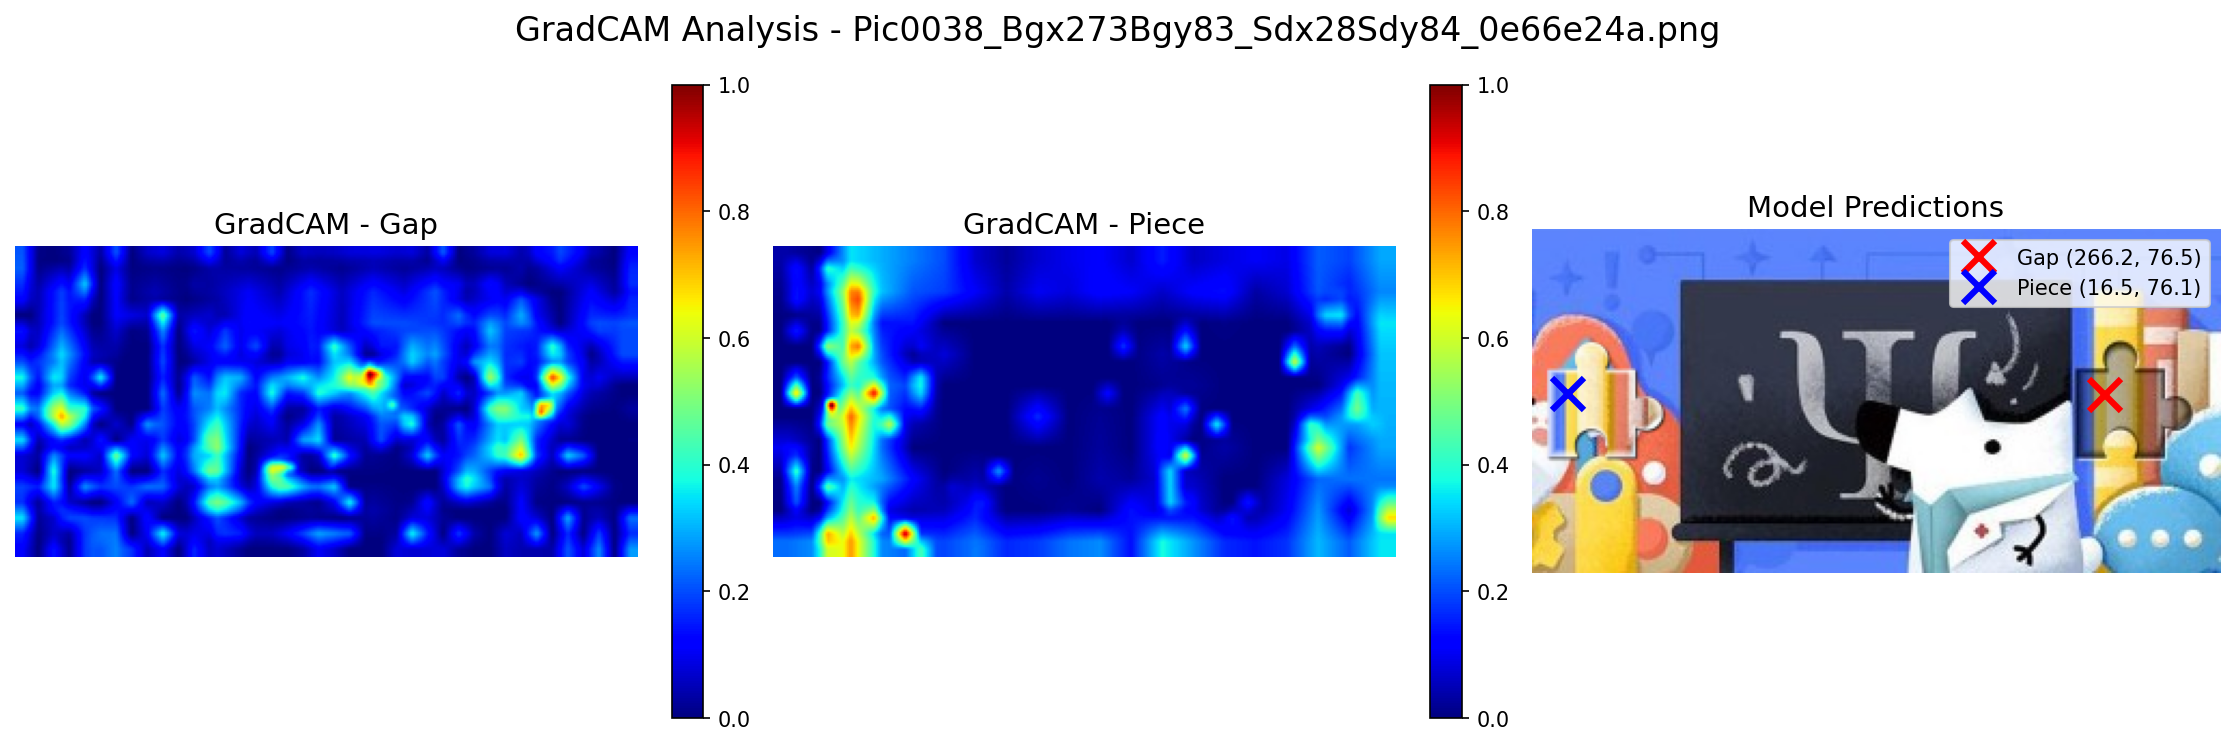 GradCAM Analysis - Pic0038_Bgx273Bgy83_Sdx28Sdy84_0e66e24a.png
GradCAM - Gap
1.0
0.8
0.6
0.4
0.2
0.0
GradCAM - Piece
1.0
0.8
0.6
0.4
0.2
0.0
Model Predictions
Gap (266.2, 76.5)
Piece (16.5, 76.1)
Ψ